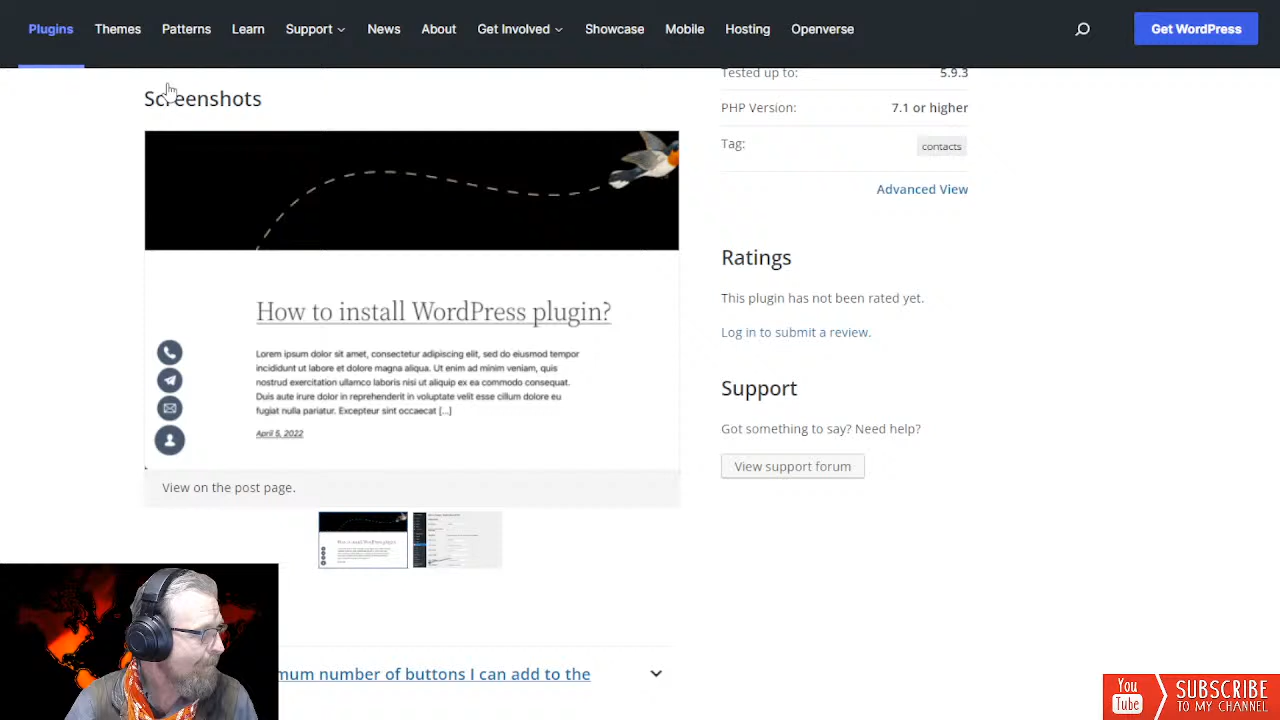 Plugins Themes Patterns Learn Support News About Get Involved Showcase Mobile Hosting Openverse Get WordPress
Tested up to: 5.9.3
Screenshots
PHP Version: 7.1 or higher
Tag: contacts
Advanced View
How to install WordPress plugin?
Lorem ipsum dolor sit amet, consectetur adipiscing elit, sed do eiusmod tempor
incididunt ut labore et dolore magna aliqua. Ut enim ad minim veniam, quis
nostrud exercitation ullamco laboris nisi ut aliquip ex ea commodo consequat.
Duis aute irure dolor in reprehenderit in voluptate velit esse cillum dolore eu
fugiat nulla pariatur. Excepteur sint occaecat [...]
April 5, 2022
View on the post page.
Ratings
This plugin has not been rated yet.
Log in to submit a review.
Support
Got something to say? Need help?
View support forum
How to install WordPress plugin?
mum number of buttons I can add to the
You
Tube
SUBSCRIBE
TO MY CHANNEL